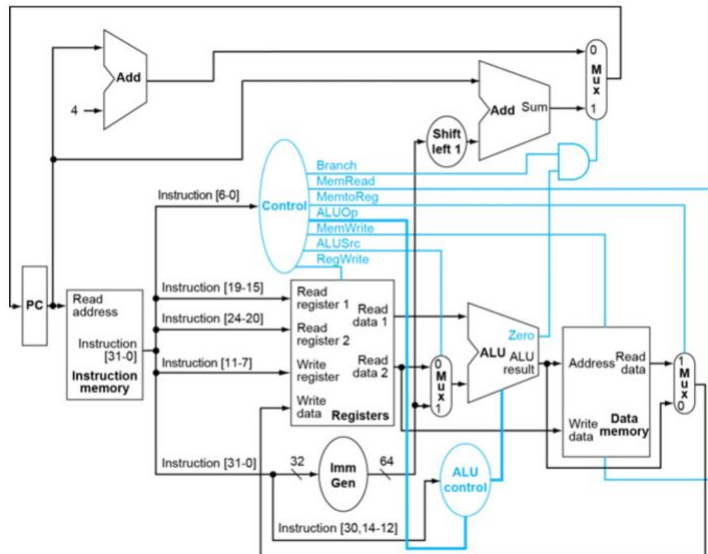 0
Mux
1
Add
4
Add Sum
Shift
left 1
Branch
MemRead
MemtoReg
ALUOp
MemWrite
ALUSrc
RegWrite
Control
Instruction [6-0]
PC
Read
address
Instruction
[31-0]
Instruction
memory
Instruction [19-15]
Instruction [24-20]
Instruction [11-7]
Read
register 1
Read
register 2
Write
register
Write
data
Read
data 1
Read
data 2
Registers
0
Mux
1
Zero
ALU
ALU
result
Address
Read
data
Write
data
Data
memory
1
Mux
0
Instruction [31-0]
32
Imm
Gen
64
ALU
control
Instruction [30,14-12]